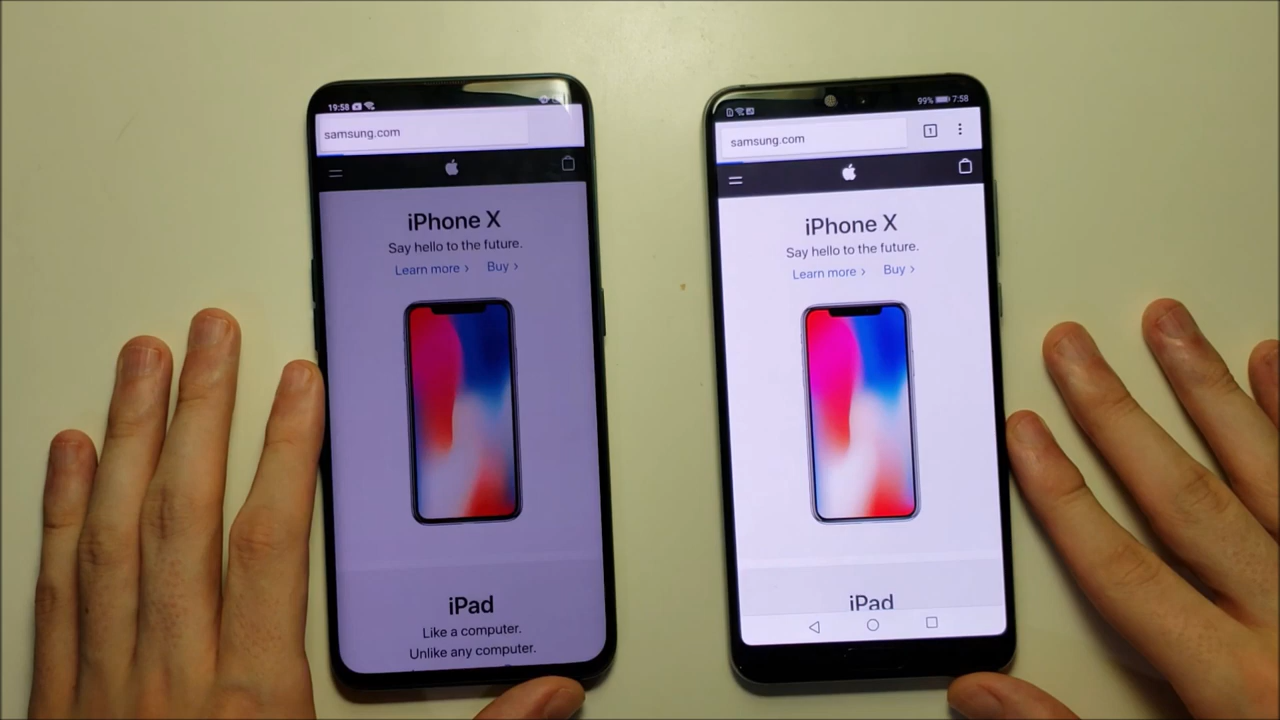 19:58
samsung.com
iPhone X
Say hello to the future.
Learn more > Buy >
iPad
Like a computer.
Unlike any computer.
99% 7:58
samsung.com
1
iPhone X
Say hello to the future.
Learn more > Buy >
iPad